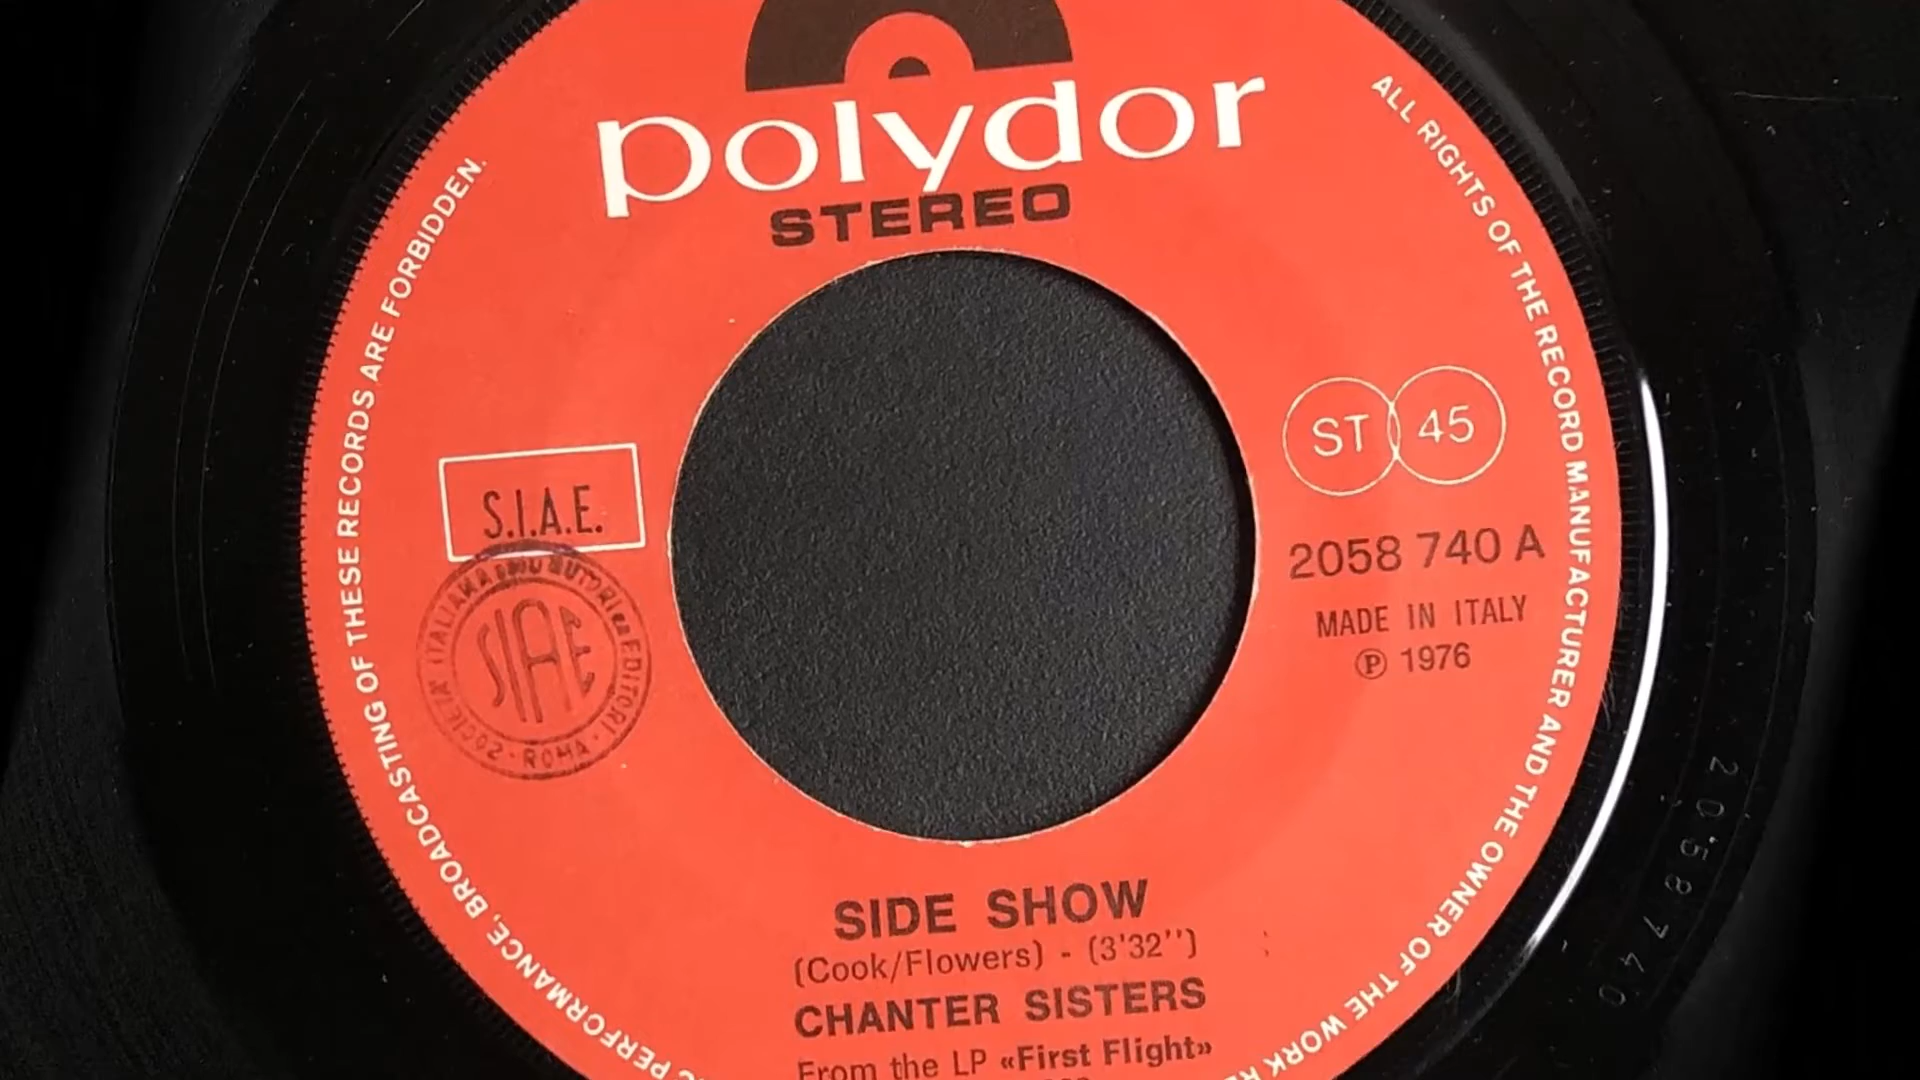 polydor
STEREO
ALL RIGHTS OF THE RECORD MANUFACTURER AND THE OWNER OF THE WORK
PERFORMANCE, BROADCASTING OF THESE RECORDS ARE FORBIDDEN.
S.I.A.E.
SIAE
EDITORI
ROMA
ST 45
2058 740 A
MADE IN ITALY
Ⓟ 1976
SIDE SHOW
(Cook/Flowers) - (3'32'')
CHANTER SISTERS
From the LP «First Flight»
2058740